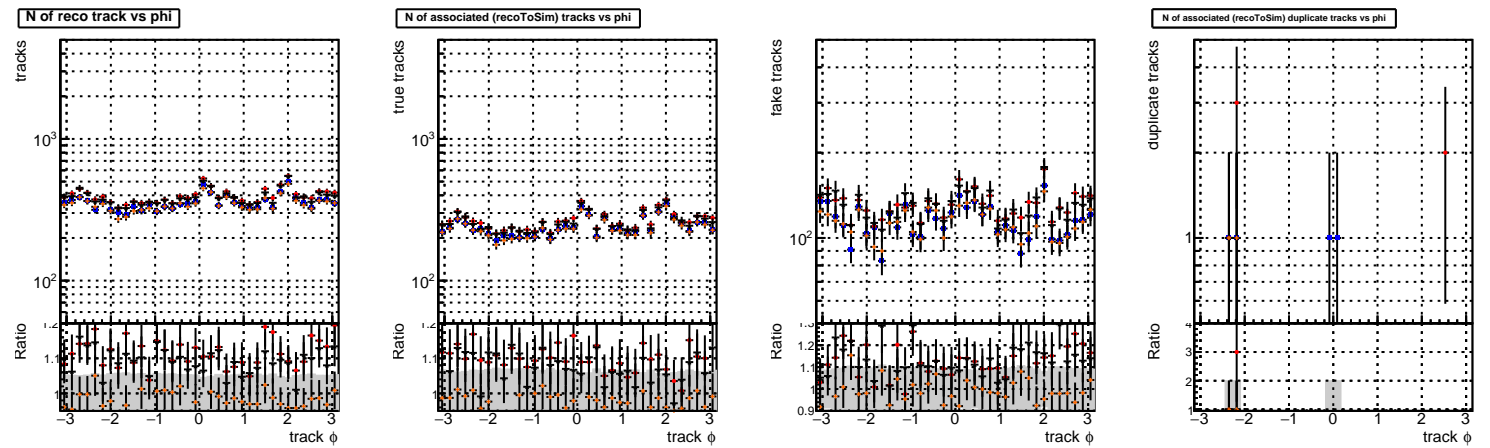 N of reco track vs phi
tracks
10³
10²
Ratio
1.2
1.1
1
−3 −2 −1 0 1 2 3
track ϕ
N of associated (recoToSim) tracks vs phi
true tracks
10³
10²
Ratio
1.2
1.1
1
−3 −2 −1 0 1 2 3
track ϕ
fake tracks
10²
Ratio
1.3
1.2
1.1
1
0.9
−3 −2 −1 0 1 2 3
track ϕ
N of associated (recoToSim) duplicate tracks vs phi
duplicate tracks
1
Ratio
4
3
2
1
−3 −2 −1 0 1 2 3
track ϕ